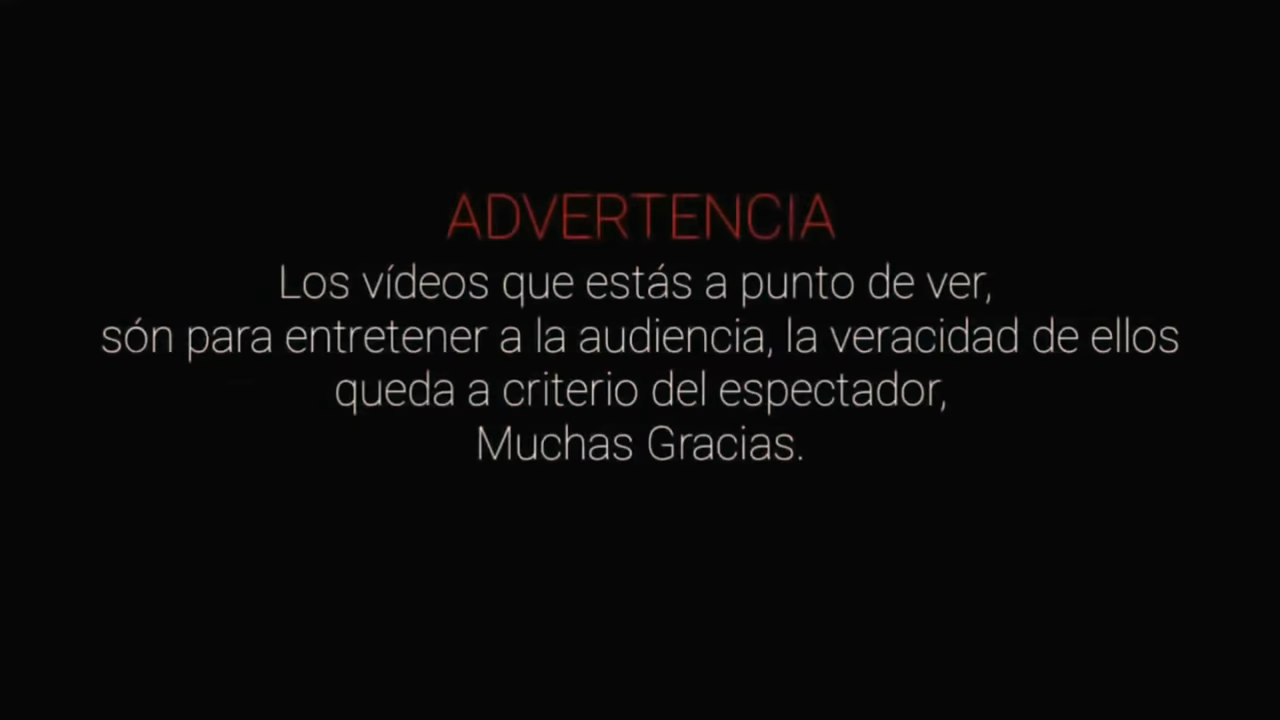 ADVERTENCIA
Los vídeos que estás a punto de ver,
són para entretener a la audiencia, la veracidad de ellos
queda a criterio del espectador,
Muchas Gracias.